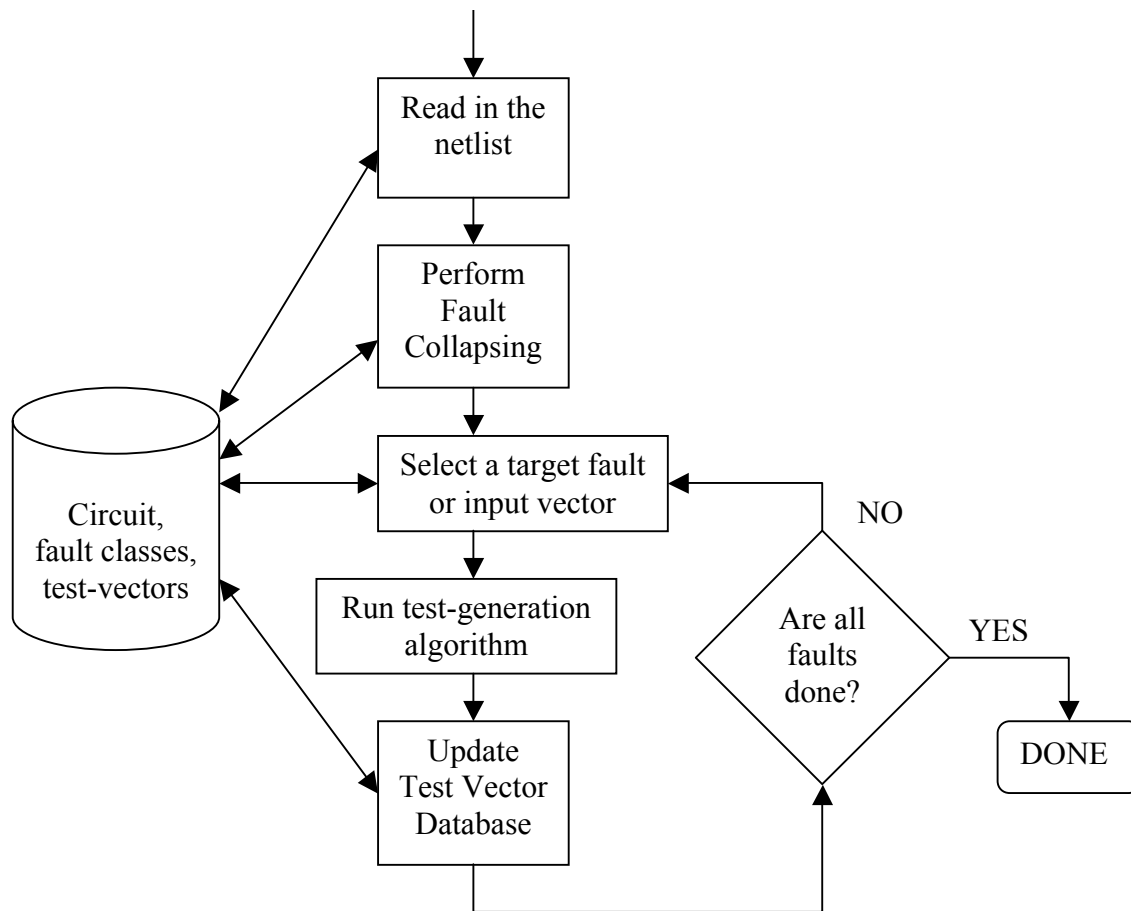 Read in the
netlist
Perform
Fault
Collapsing
Select a target fault
or input vector
Circuit,
fault classes,
test-vectors
Run test-generation
algorithm
Update
Test Vector
Database
NO
Are all
faults
done?
YES
DONE